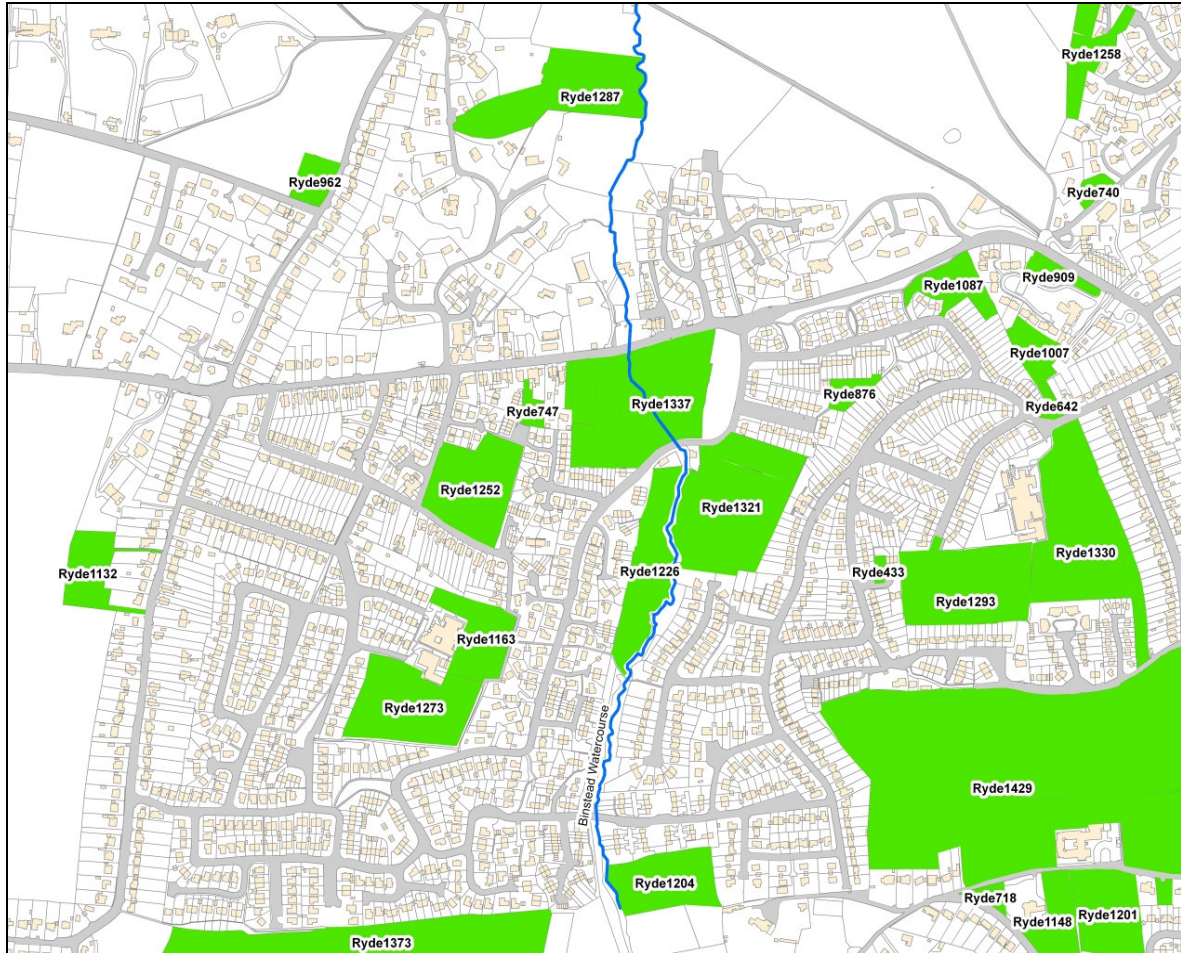 Ryde1258
Ryde1287
Ryde962
Ryde740
Ryde909
Ryde1087
Ryde1007
Ryde876
Ryde642
Ryde1337
Ryde747
Ryde1252
Ryde1321
Ryde1330
Ryde1226
Ryde433
Ryde1132
Ryde1293
Ryde1163
Ryde1273
Binstead Watercourse
Ryde1429
Ryde1204
Ryde718
Ryde1148
Ryde1201
Ryde1373